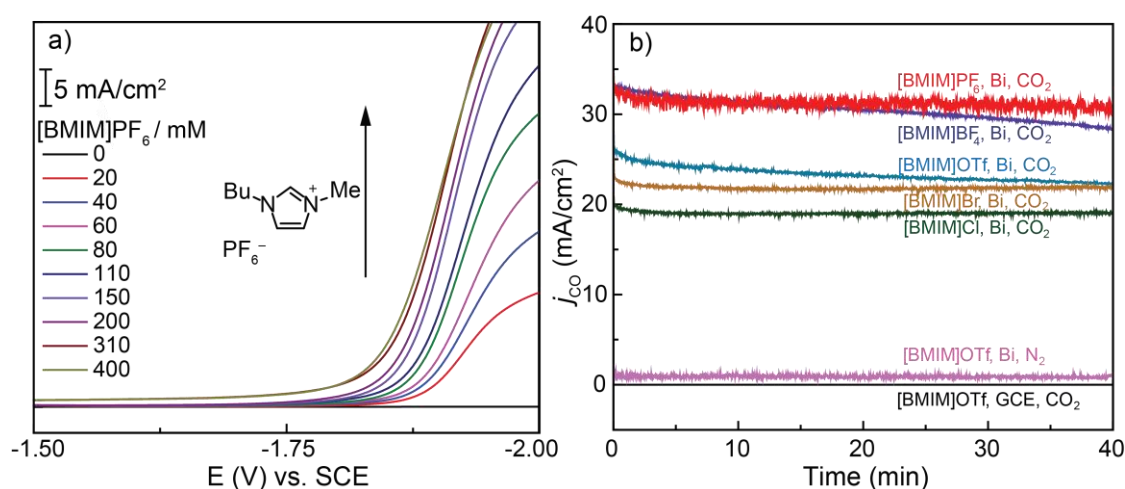 a)
5 mA/cm²
[BMIM]PF₆ / mM
0
20
40
60
80
110
150
200
310
400
Bu
N
+
N
Me
PF₆⁻
-1.50
-1.75
-2.00
E (V) vs. SCE
b)
40
30
20
10
0
j_CO (mA/cm²)
[BMIM]PF₆, Bi, CO₂
[BMIM]BF₄, Bi, CO₂
[BMIM]OTf, Bi, CO₂
[BMIM]Br, Bi, CO₂
[BMIM]Cl, Bi, CO₂
[BMIM]OTf, Bi, N₂
[BMIM]OTf, GCE, CO₂
0
10
20
30
40
Time (min)